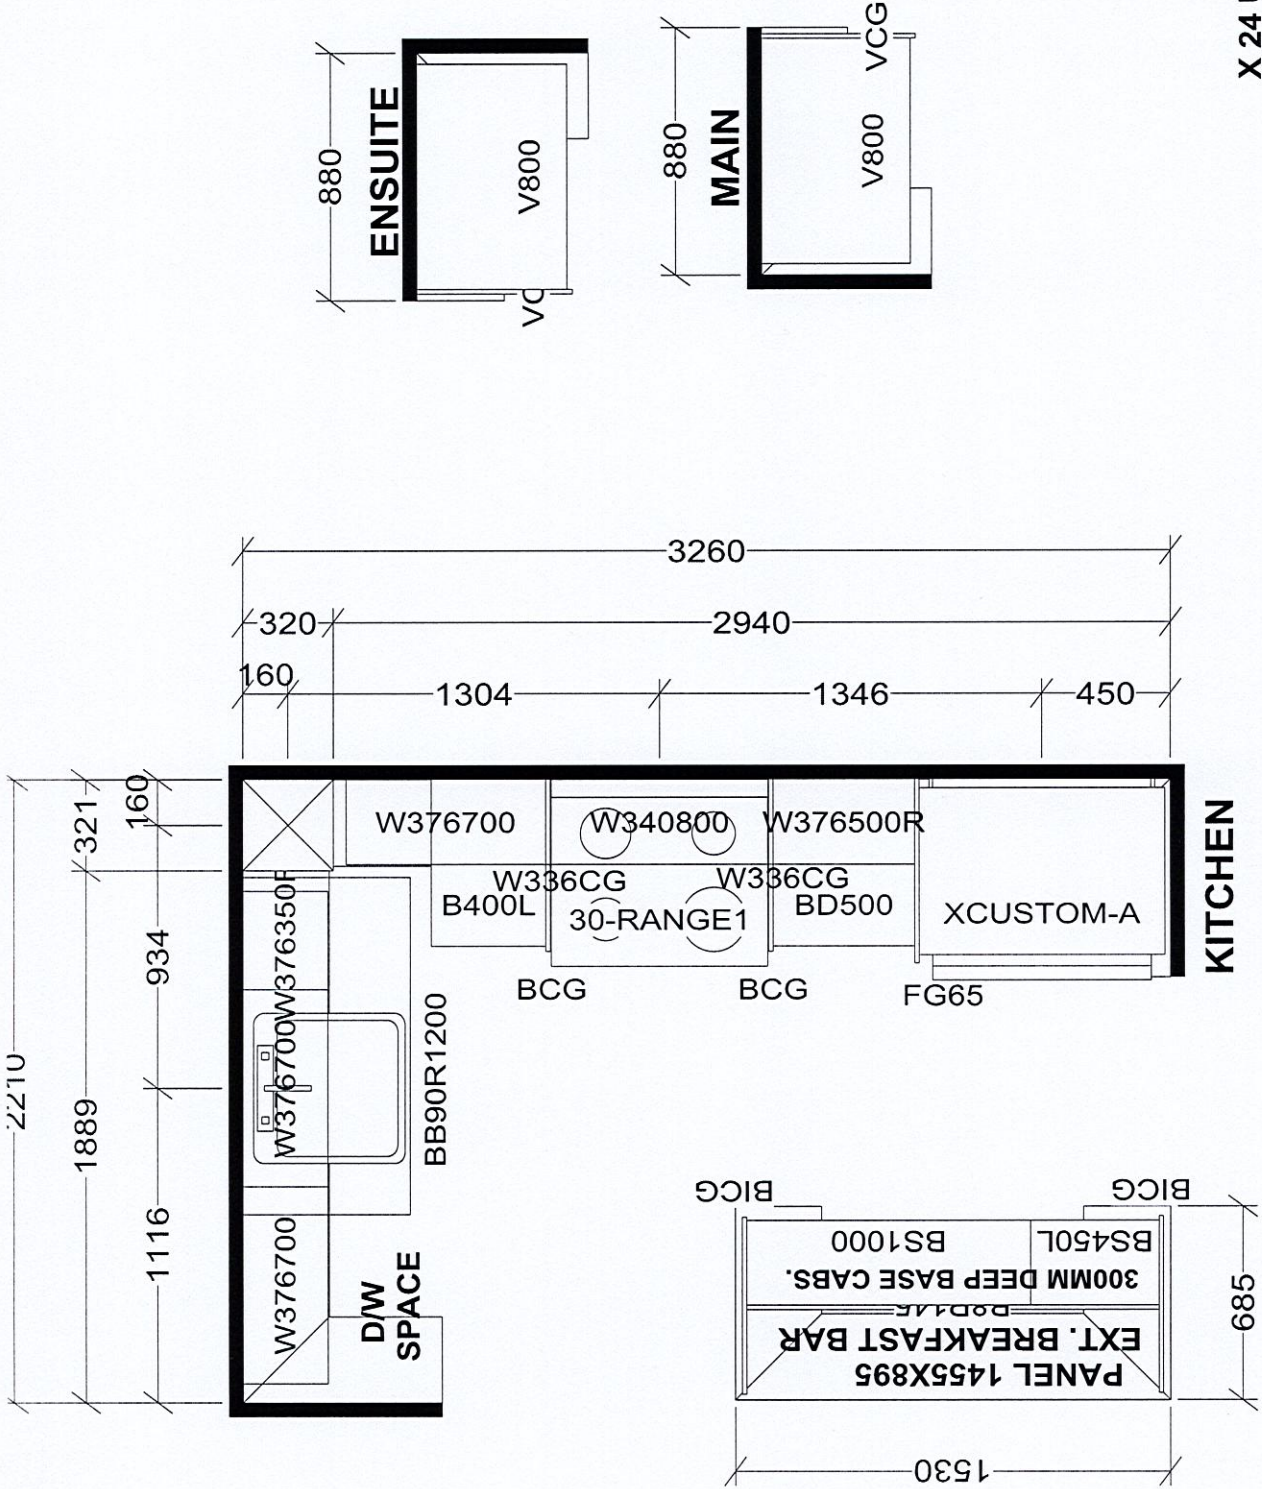 X 24
880
ENSUITE
V800
880
MAIN
VCG
V800
3260
320
2940
160
1304
1346
450
2210
321
160
1889
934
1116
W376700
W340800
W376500R
W336CG
W336CG
B400L
30-RANGE1
BD500
XCUSTOM-A
BCG
BCG
FG65
KITCHEN
W376350R
W376700
W376700
BB90R1200
D/W
SPACE
BICG
BICG
BS1000
BS450L
300MM DEEP BASE CABS.
EXT. BREAKFAST BAR
PANEL 1455X895
685
1530